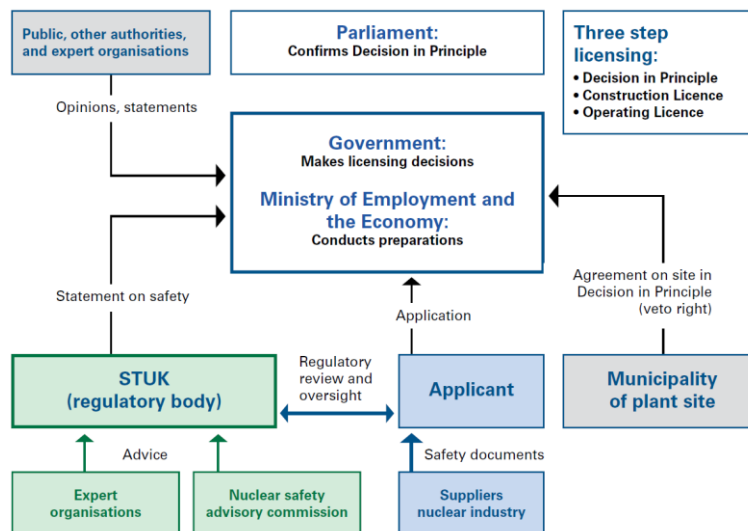 Public, other authorities,
and expert organisations
Parliament:
Confirms Decision in Principle
Three step
licensing:
• Decision in Principle
• Construction Licence
• Operating Licence
Opinions, statements
Government:
Makes licensing decisions
Ministry of Employment and
the Economy:
Conducts preparations
Statement on safety
Application
Agreement on site in
Decision in Principle
(veto right)
STUK
(regulatory body)
Regulatory
review and
oversight
Applicant
Municipality
of plant site
Advice
Safety documents
Expert
organisations
Nuclear safety
advisory commission
Suppliers
nuclear industry